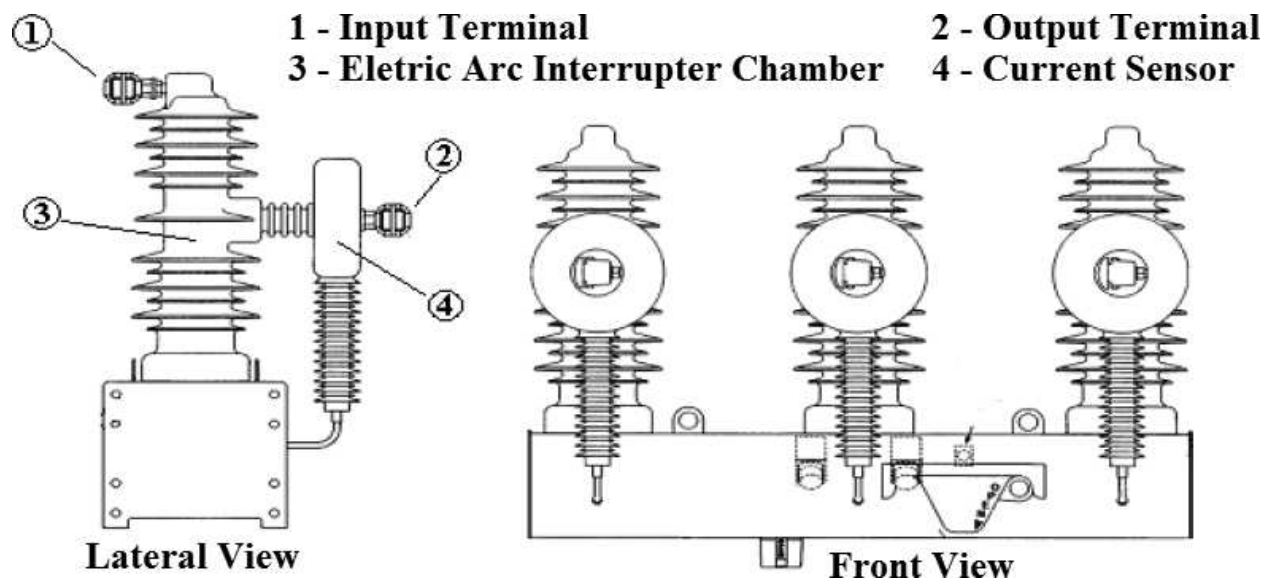 1 - Input Terminal
2 - Output Terminal
3 - Eletric Arc Interrupter Chamber
4 - Current Sensor
1
2
3
4
Lateral View
Front View